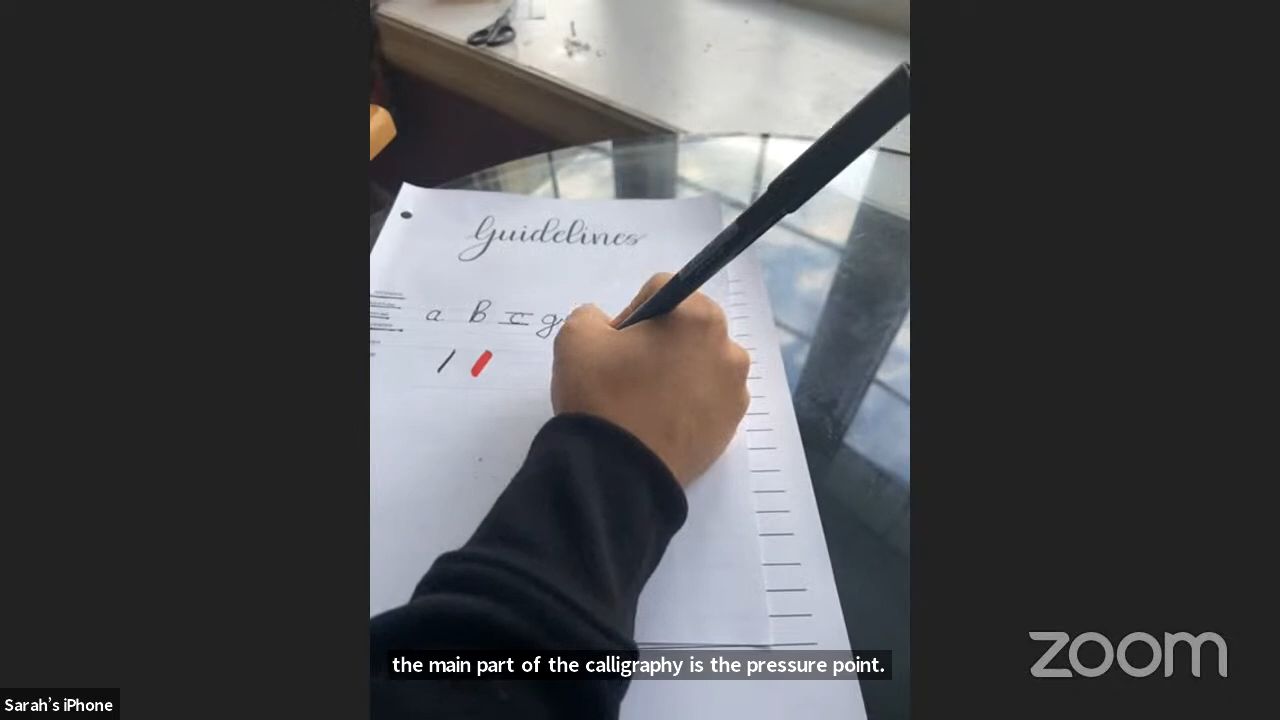 Guidelines
a B c g
the main part of the calligraphy is the pressure point.
zoom
Sarah's iPhone